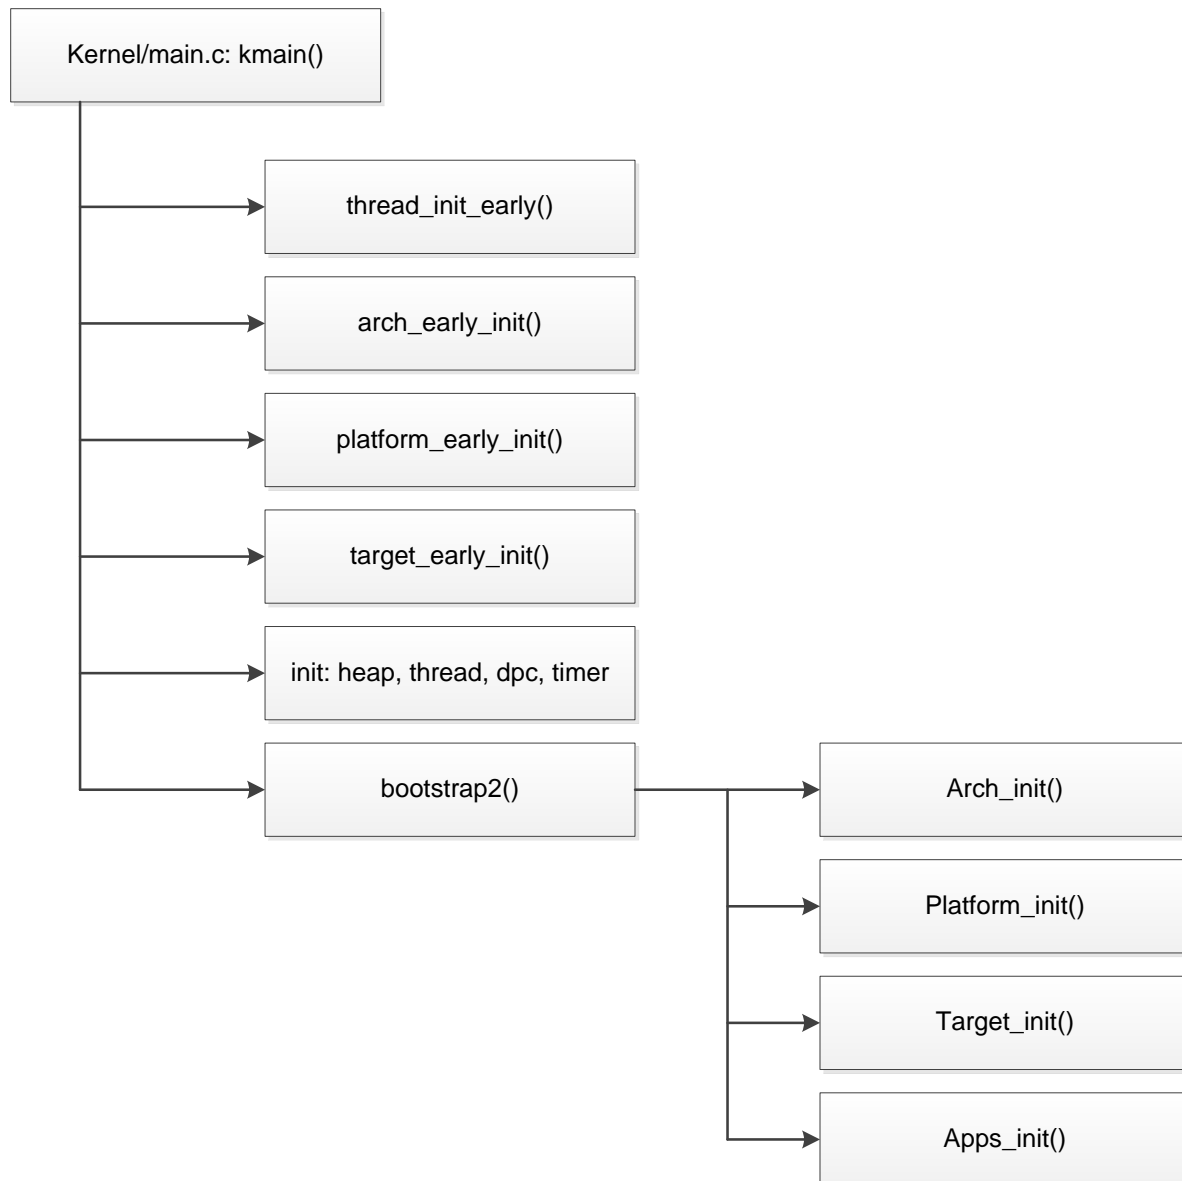 Kernel/main.c: kmain()
thread_init_early()
arch_early_init()
platform_early_init()
target_early_init()
init: heap, thread, dpc, timer
bootstrap2()
Arch_init()
Platform_init()
Target_init()
Apps_init()